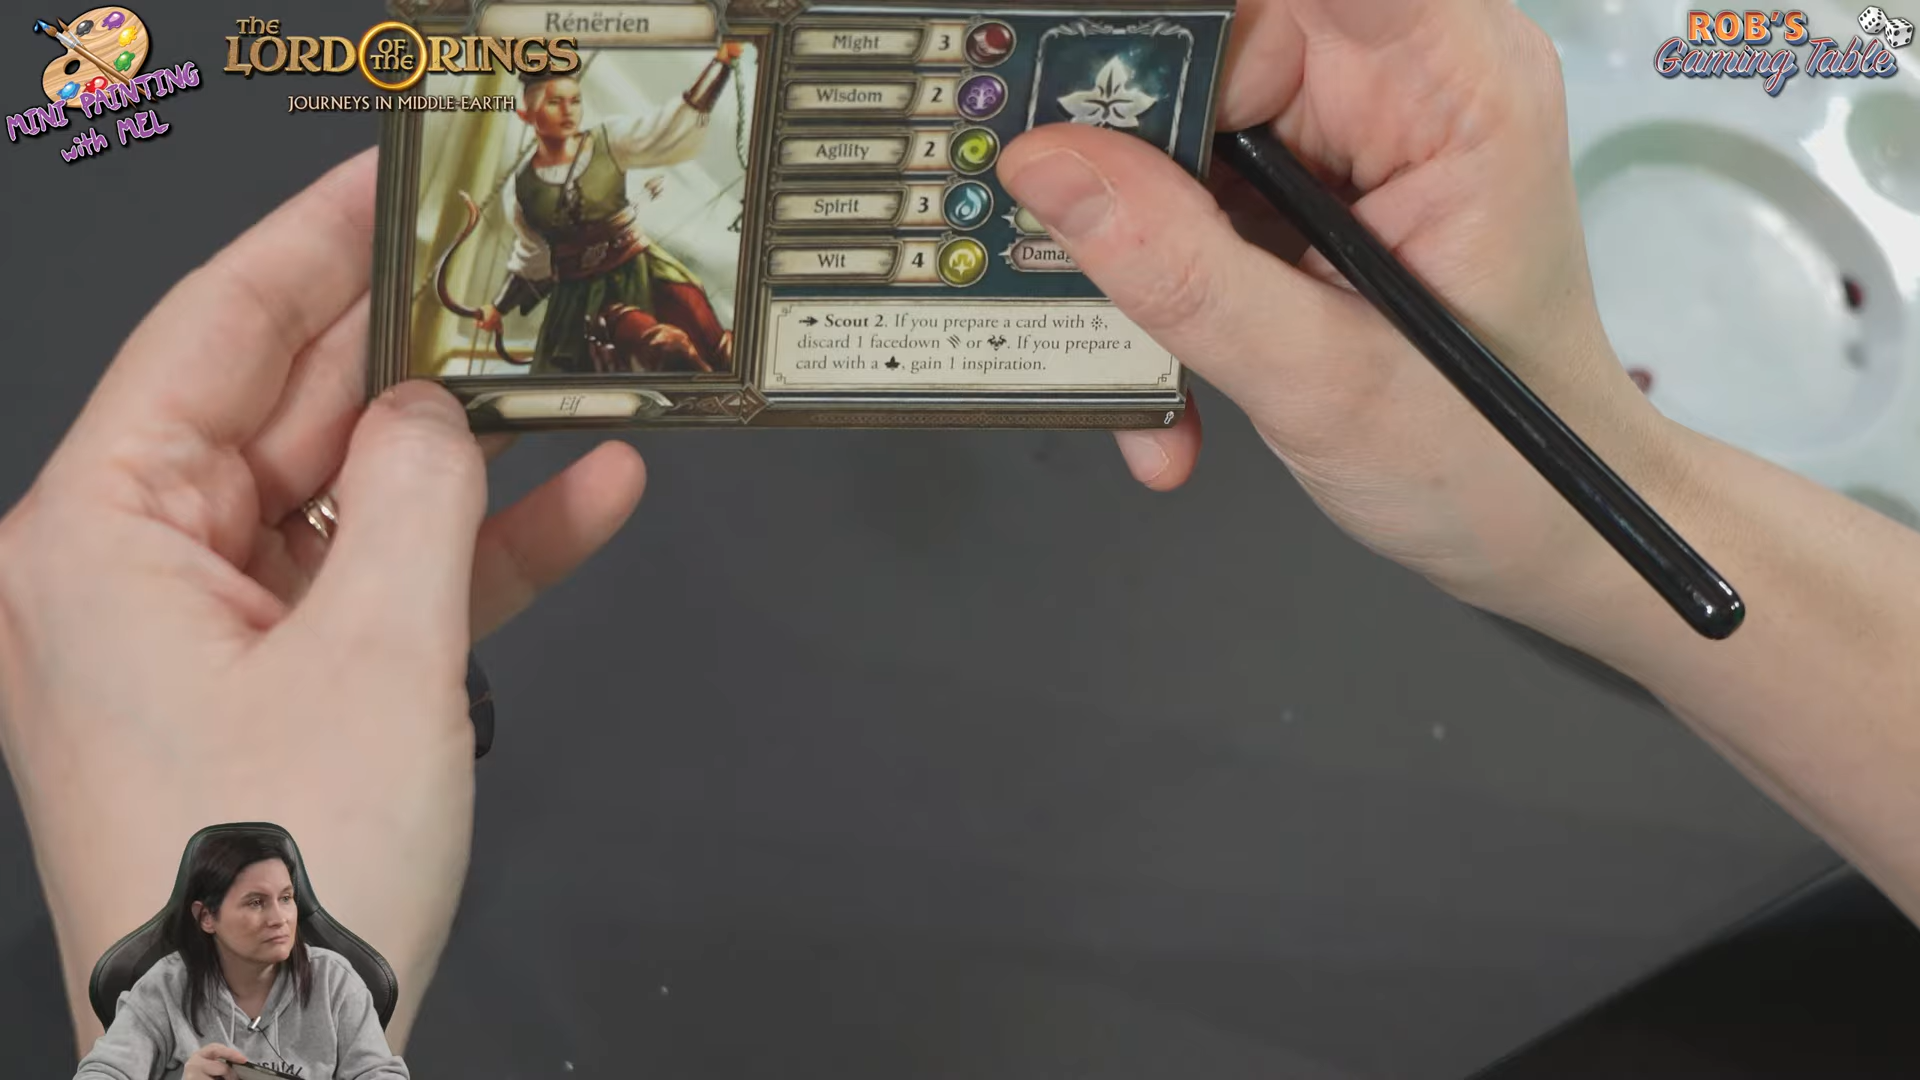 MINI PAINTING
with MEL
THE
LORD OF THE RINGS
JOURNEYS IN MIDDLE-EARTH
ROB'S
Gaming Table
Rénërien
Might 3
Wisdom 2
Agility 2
Spirit 3
Wit 4
Scout 2. If you prepare a card with ,
discard 1 facedown or . If you prepare a
card with a , gain 1 inspiration.
Elf